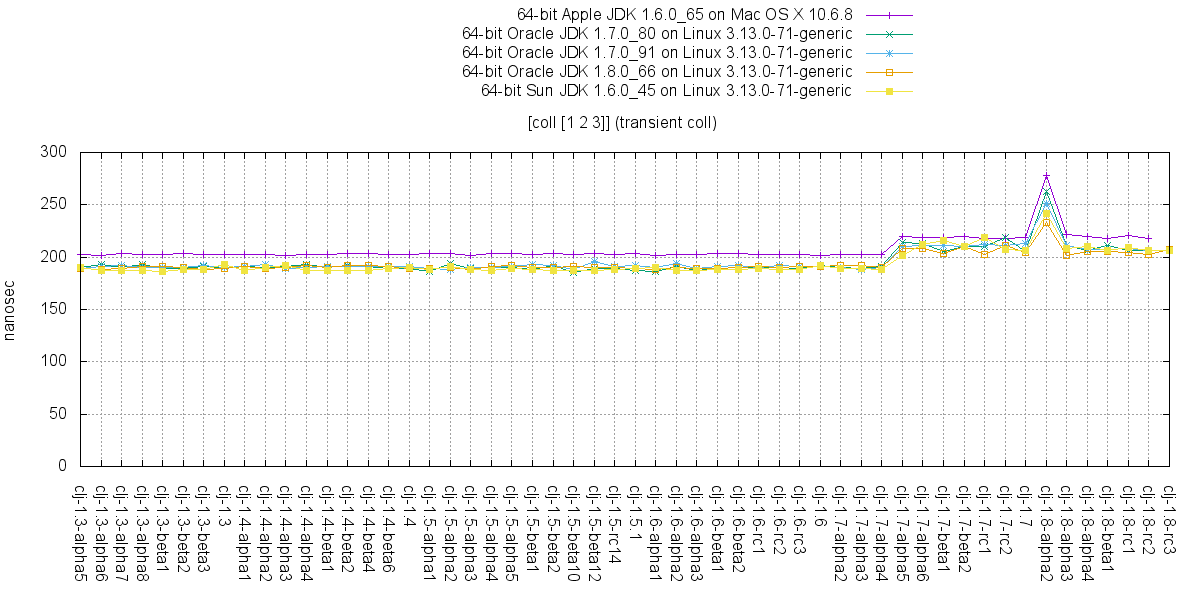 64-bit Apple JDK 1.6.0_65 on Mac OS X 10.6.8
64-bit Oracle JDK 1.7.0_80 on Linux 3.13.0-71-generic
64-bit Oracle JDK 1.7.0_91 on Linux 3.13.0-71-generic
64-bit Oracle JDK 1.8.0_66 on Linux 3.13.0-71-generic
64-bit Sun JDK 1.6.0_45 on Linux 3.13.0-71-generic
[coll [1 2 3]] (transient coll)
300
250
200
150
100
50
0
nanosec
clj-1.3-alpha5
clj-1.3-alpha6
clj-1.3-alpha7
clj-1.3-alpha8
clj-1.3-beta1
clj-1.3-beta2
clj-1.3-beta3
clj-1.3
clj-1.4-alpha1
clj-1.4-alpha2
clj-1.4-alpha3
clj-1.4-alpha4
clj-1.4-beta1
clj-1.4-beta2
clj-1.4-beta4
clj-1.4-beta6
clj-1.4
clj-1.5-alpha1
clj-1.5-alpha2
clj-1.5-alpha3
clj-1.5-alpha4
clj-1.5-alpha5
clj-1.5-beta1
clj-1.5-beta2
clj-1.5-beta10
clj-1.5-beta12
clj-1.5-rc14
clj-1.5.1
clj-1.6-alpha1
clj-1.6-alpha2
clj-1.6-alpha3
clj-1.6-beta1
clj-1.6-beta2
clj-1.6-rc1
clj-1.6-rc2
clj-1.6-rc3
clj-1.6
clj-1.7-alpha2
clj-1.7-alpha3
clj-1.7-alpha4
clj-1.7-alpha5
clj-1.7-alpha6
clj-1.7-beta1
clj-1.7-beta2
clj-1.7-rc1
clj-1.7-rc2
clj-1.7
clj-1.8-alpha2
clj-1.8-alpha3
clj-1.8-alpha4
clj-1.8-beta1
clj-1.8-rc1
clj-1.8-rc2
clj-1.8-rc3